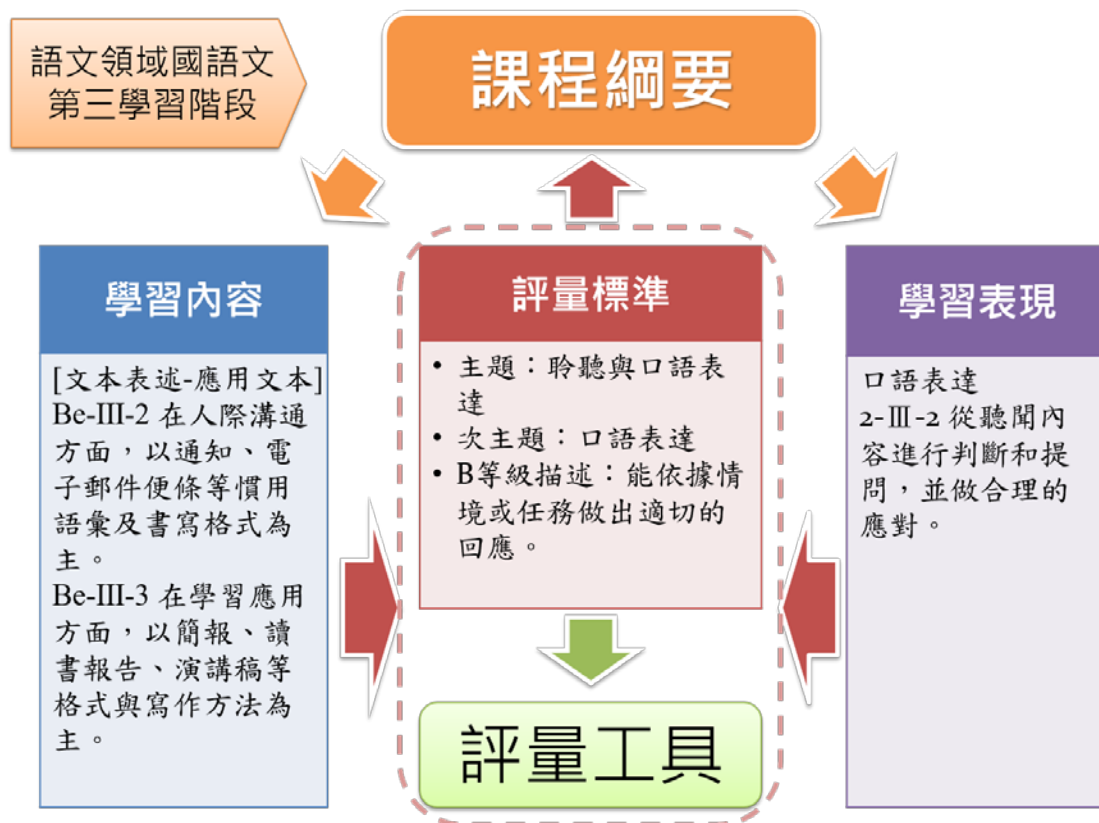 語文領域國語文
第三學習階段
課程綱要
學習內容
[文本表述-應用文本]
Be-III-2 在人際溝通
方面，以通知、電
子郵件便條等慣用
語彙及書寫格式為
主。
Be-III-3 在學習應用
方面，以簡報、讀
書報告、演講稿等
格式與寫作方法為
主。
評量標準
• 主題：聆聽與口語表
達
• 次主題：口語表達
• B等級描述：能依據情
境或任務做出適切的
回應。
評量工具
學習表現
口語表達
2-Ⅲ-2 從聽聞內
容進行判斷和提
問，並做合理的
應對。